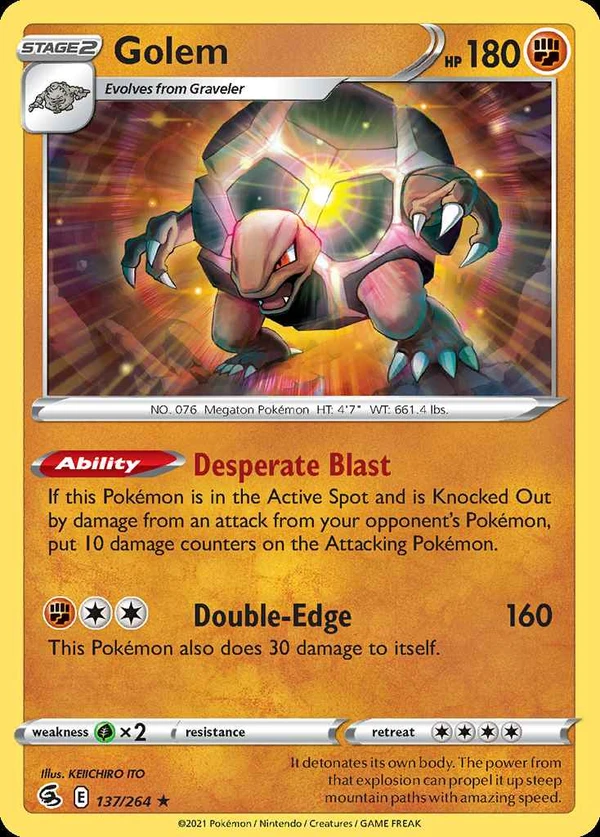 STAGE 2
Golem
HP 180
Evolves from Graveler
NO. 076 Megaton Pokémon HT: 4'7" WT: 661.4 lbs.
Ability Desperate Blast
If this Pokémon is in the Active Spot and is Knocked Out
by damage from an attack from your opponent's Pokémon,
put 10 damage counters on the Attacking Pokémon.
Double-Edge 160
This Pokémon also does 30 damage to itself.
weakness ×2 resistance retreat
Illus. KEIICHIRO ITO
E 137/264 ★
It detonates its own body. The power from
that explosion can propel it up steep
mountain paths with amazing speed.
©2021 Pokémon / Nintendo / Creatures / GAME FREAK